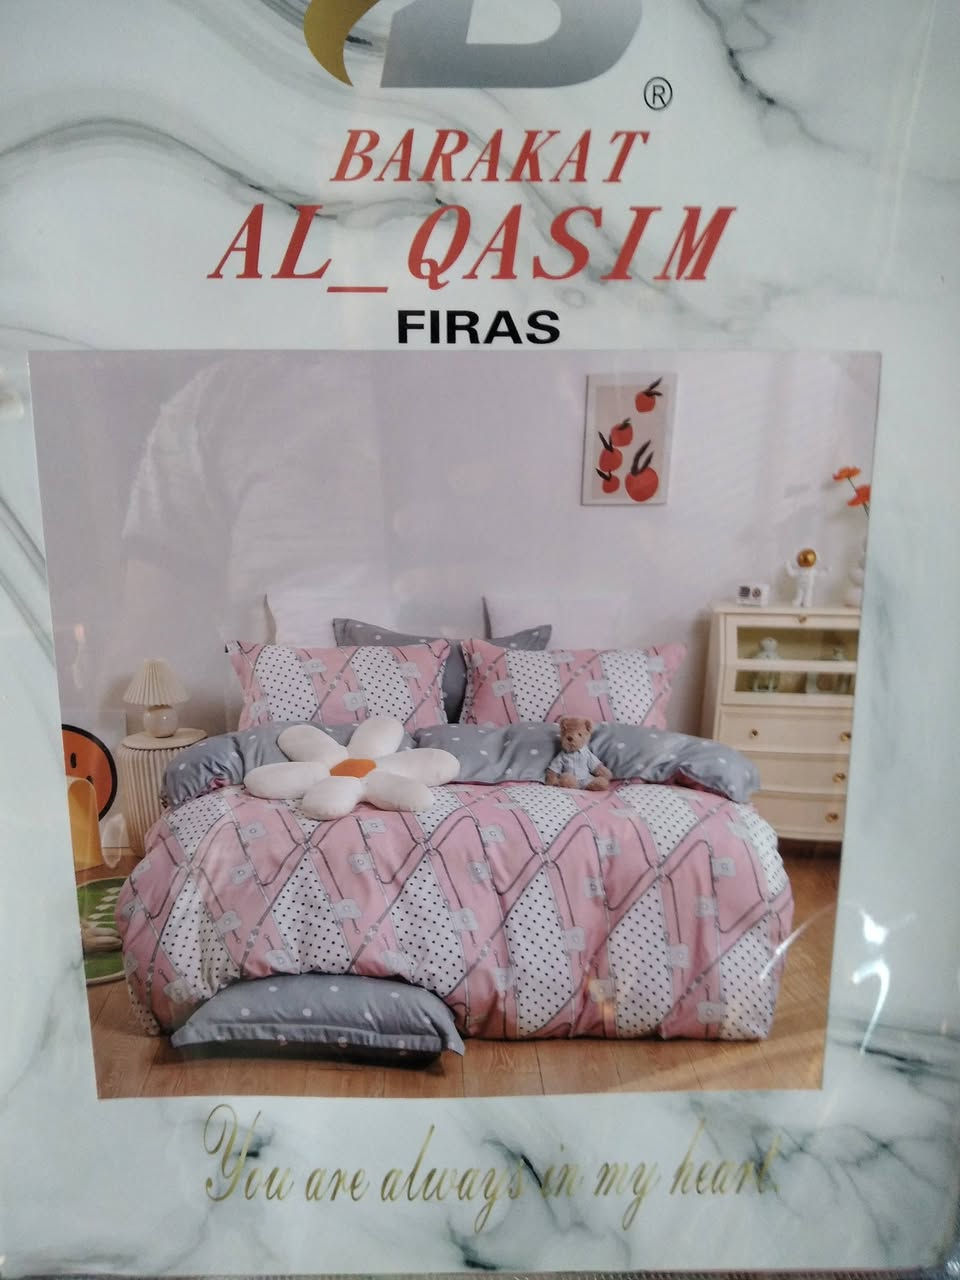 ®
BARAKAT
AL_QASIM
FIRAS
You are always in my heart.